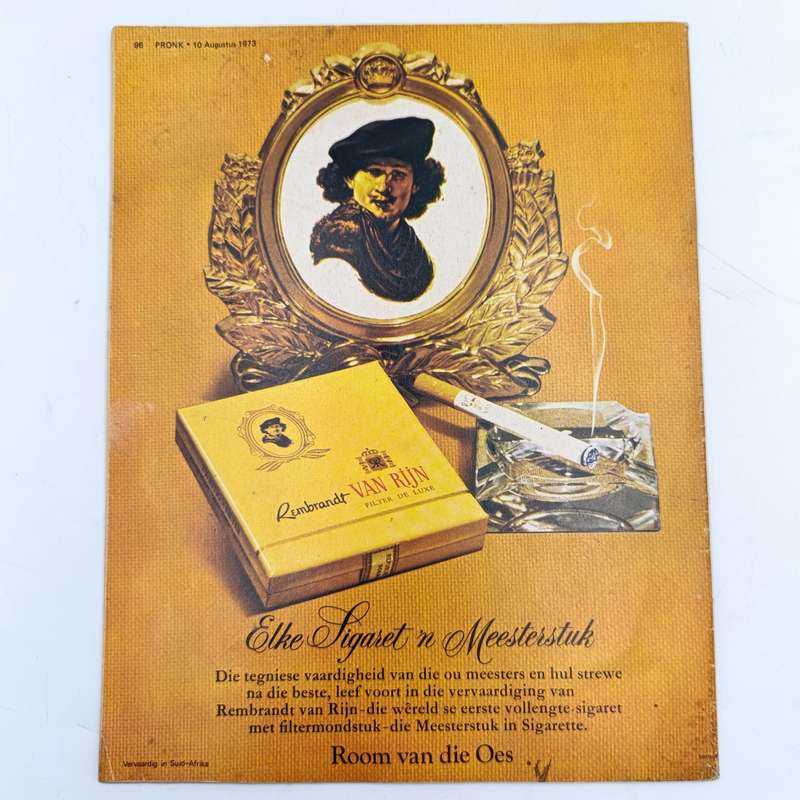 96 PRONK • 10 Augustus 1973
Rembrandt VAN RIJN
FILTER DE LUXE
Elke Sigaret 'n Meesterstuk
Die tegniese vaardigheid van die ou meesters en hul strewe
na die beste, leef voort in die vervaardiging van
Rembrandt van Rijn-die wêreld se eerste vollengte-sigaret
met filtermondstuk-die Meesterstuk in Sigarette.
Room van die Oes
Vervaardig in Suid-Afrika